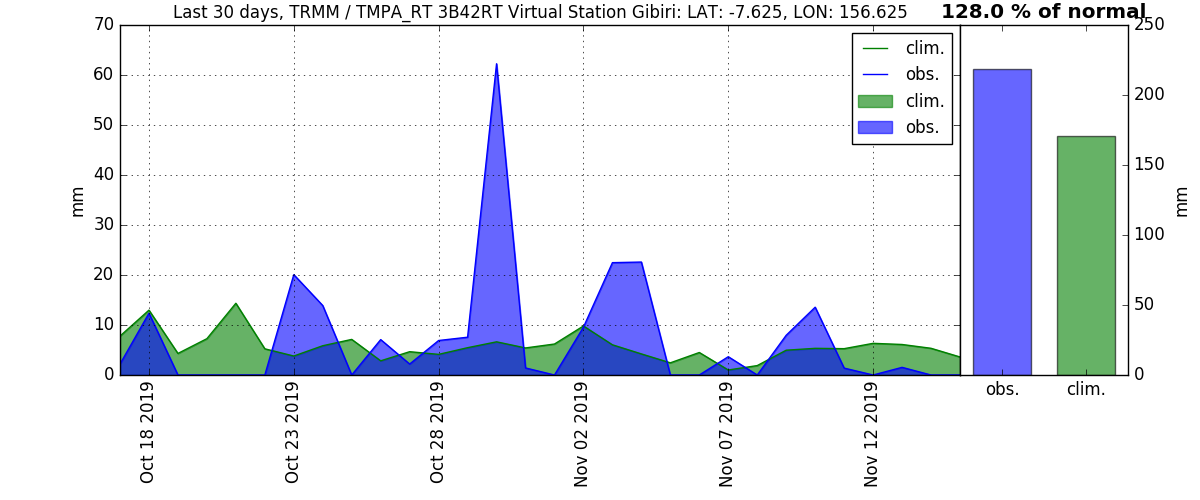 Last 30 days, TRMM / TMPA_RT 3B42RT Virtual Station Gibiri: LAT: -7.625, LON: 156.625
128.0 % of normal
70
60
50
40
30
20
10
0
mm
clim.
obs.
clim.
obs.
Oct 18 2019
Oct 23 2019
Oct 28 2019
Nov 02 2019
Nov 07 2019
Nov 12 2019
250
200
150
100
50
0
mm
obs.
clim.